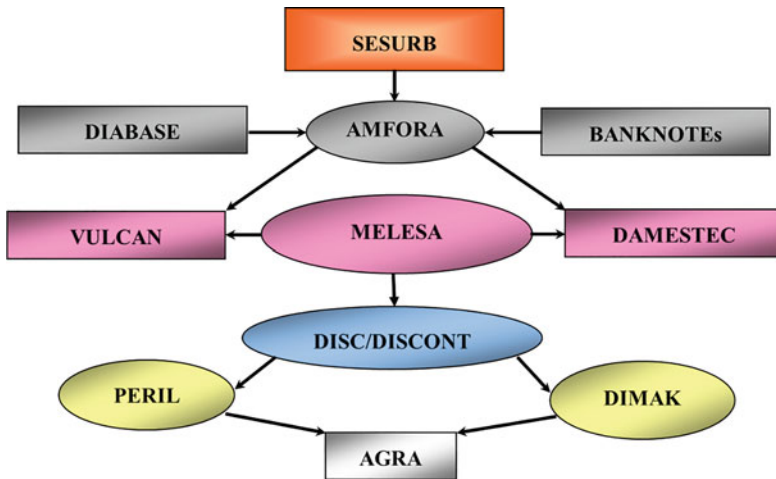 SESURB
DIABASE
AMFORA
BANKNOTEs
VULCAN
MELESA
DAMESTEC
DISC/DISCONT
PERIL
DIMAK
AGRA